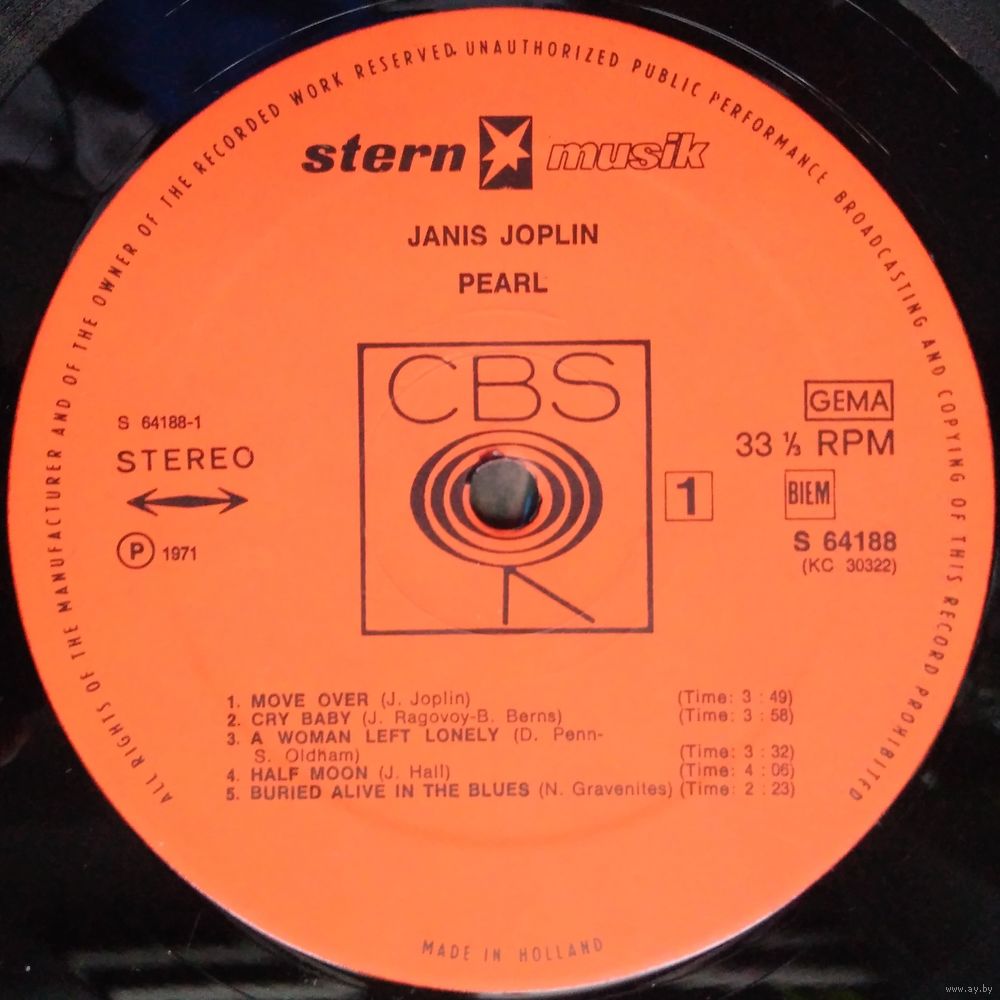 ALL RIGHTS OF THE MANUFACTURER AND OF THE OWNER OF THE RECORDED WORK RESERVED. UNAUTHORIZED PUBLIC PERFORMANCE BROADCASTING AND COPYING OF THIS RECORD PROHIBITED
stern musik
JANIS JOPLIN
PEARL
CBS
S 64188-1
STEREO
P 1971
1
GEMA
33 ⅓ RPM
BIEM
S 64188
(KC 30322)
1. MOVE OVER (J. Joplin) (Time: 3 : 49)
2. CRY BABY (J. Ragovoy-B. Berns) (Time: 3 : 58)
3. A WOMAN LEFT LONELY (D. Penn-
S. Oldham) (Time: 3 : 32)
4. HALF MOON (J. Hall) (Time: 4 : 06)
5. BURIED ALIVE IN THE BLUES (N. Gravenites) (Time: 2 : 23)
MADE IN HOLLAND
www.ay.by